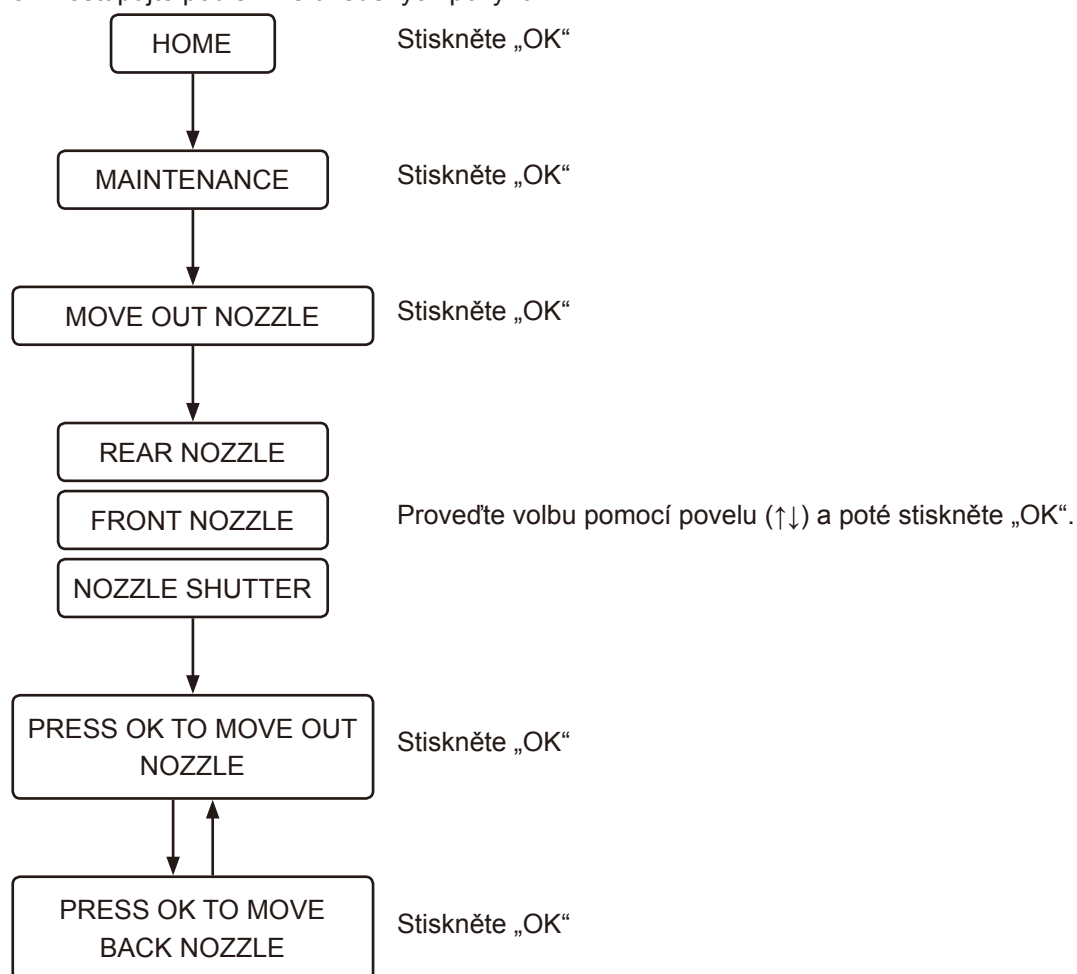 HOME
Stiskněte „OK“
MAINTENANCE
Stiskněte „OK“
MOVE OUT NOZZLE
Stiskněte „OK“
REAR NOZZLE
FRONT NOZZLE
Proveďte volbu pomocí povelu (↑↓) a poté stiskněte „OK“.
NOZZLE SHUTTER
PRESS OK TO MOVE OUT
NOZZLE
Stiskněte „OK“
PRESS OK TO MOVE
BACK NOZZLE
Stiskněte „OK“